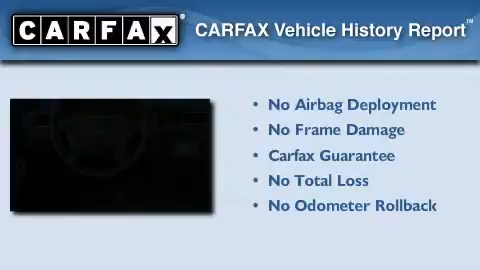 CARFAX® CARFAX Vehicle History Report™
• No Airbag Deployment
• No Frame Damage
• Carfax Guarantee
• No Total Loss
• No Odometer Rollback